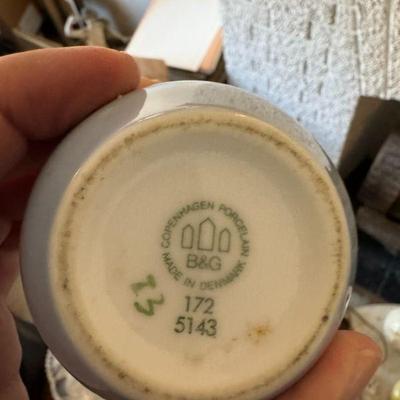 COPENHAGEN PORCELAIN
B&G
MADE IN DENMARK
172
5143